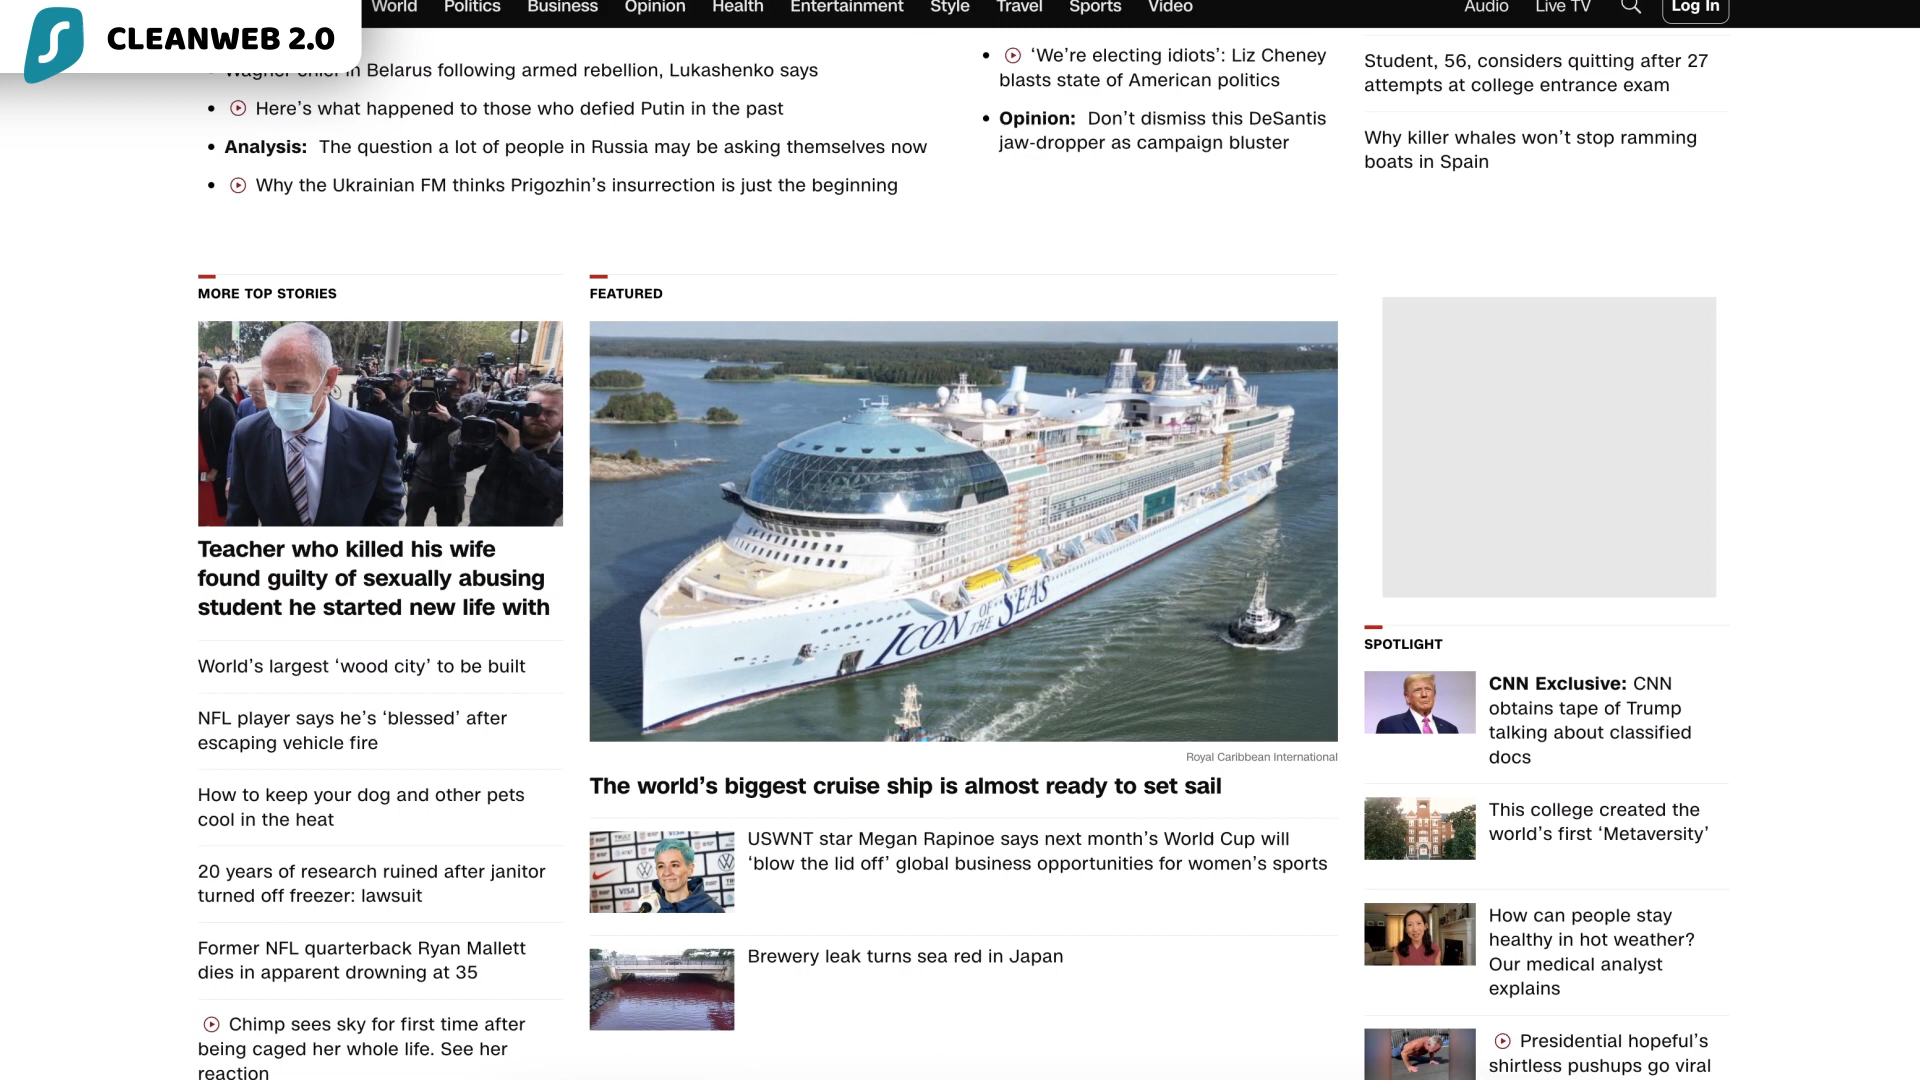 CLEANWEB 2.0
World Politics Business Opinion Health Entertainment Style Travel Sports Video
Audio Live TV Log In
Wagner chief in Belarus following armed rebellion, Lukashenko says
Here’s what happened to those who defied Putin in the past
Analysis: The question a lot of people in Russia may be asking themselves now
Why the Ukrainian FM thinks Prigozhin’s insurrection is just the beginning
‘We’re electing idiots’: Liz Cheney
blasts state of American politics
Opinion: Don’t dismiss this DeSantis
jaw-dropper as campaign bluster
Student, 56, considers quitting after 27
attempts at college entrance exam
Why killer whales won’t stop ramming
boats in Spain
MORE TOP STORIES
Teacher who killed his wife
found guilty of sexually abusing
student he started new life with
World’s largest ‘wood city’ to be built
NFL player says he’s ‘blessed’ after
escaping vehicle fire
How to keep your dog and other pets
cool in the heat
20 years of research ruined after janitor
turned off freezer: lawsuit
Former NFL quarterback Ryan Mallett
dies in apparent drowning at 35
Chimp sees sky for first time after
being caged her whole life. See her
reaction
FEATURED
ICON OF THE SEAS
Royal Caribbean International
The world’s biggest cruise ship is almost ready to set sail
USWNT star Megan Rapinoe says next month’s World Cup will
‘blow the lid off’ global business opportunities for women’s sports
VISA
Brewery leak turns sea red in Japan
SPOTLIGHT
CNN Exclusive: CNN
obtains tape of Trump
talking about classified
docs
This college created the
world’s first ‘Metaversity’
How can people stay
healthy in hot weather?
Our medical analyst
explains
Presidential hopeful’s
shirtless pushups go viral